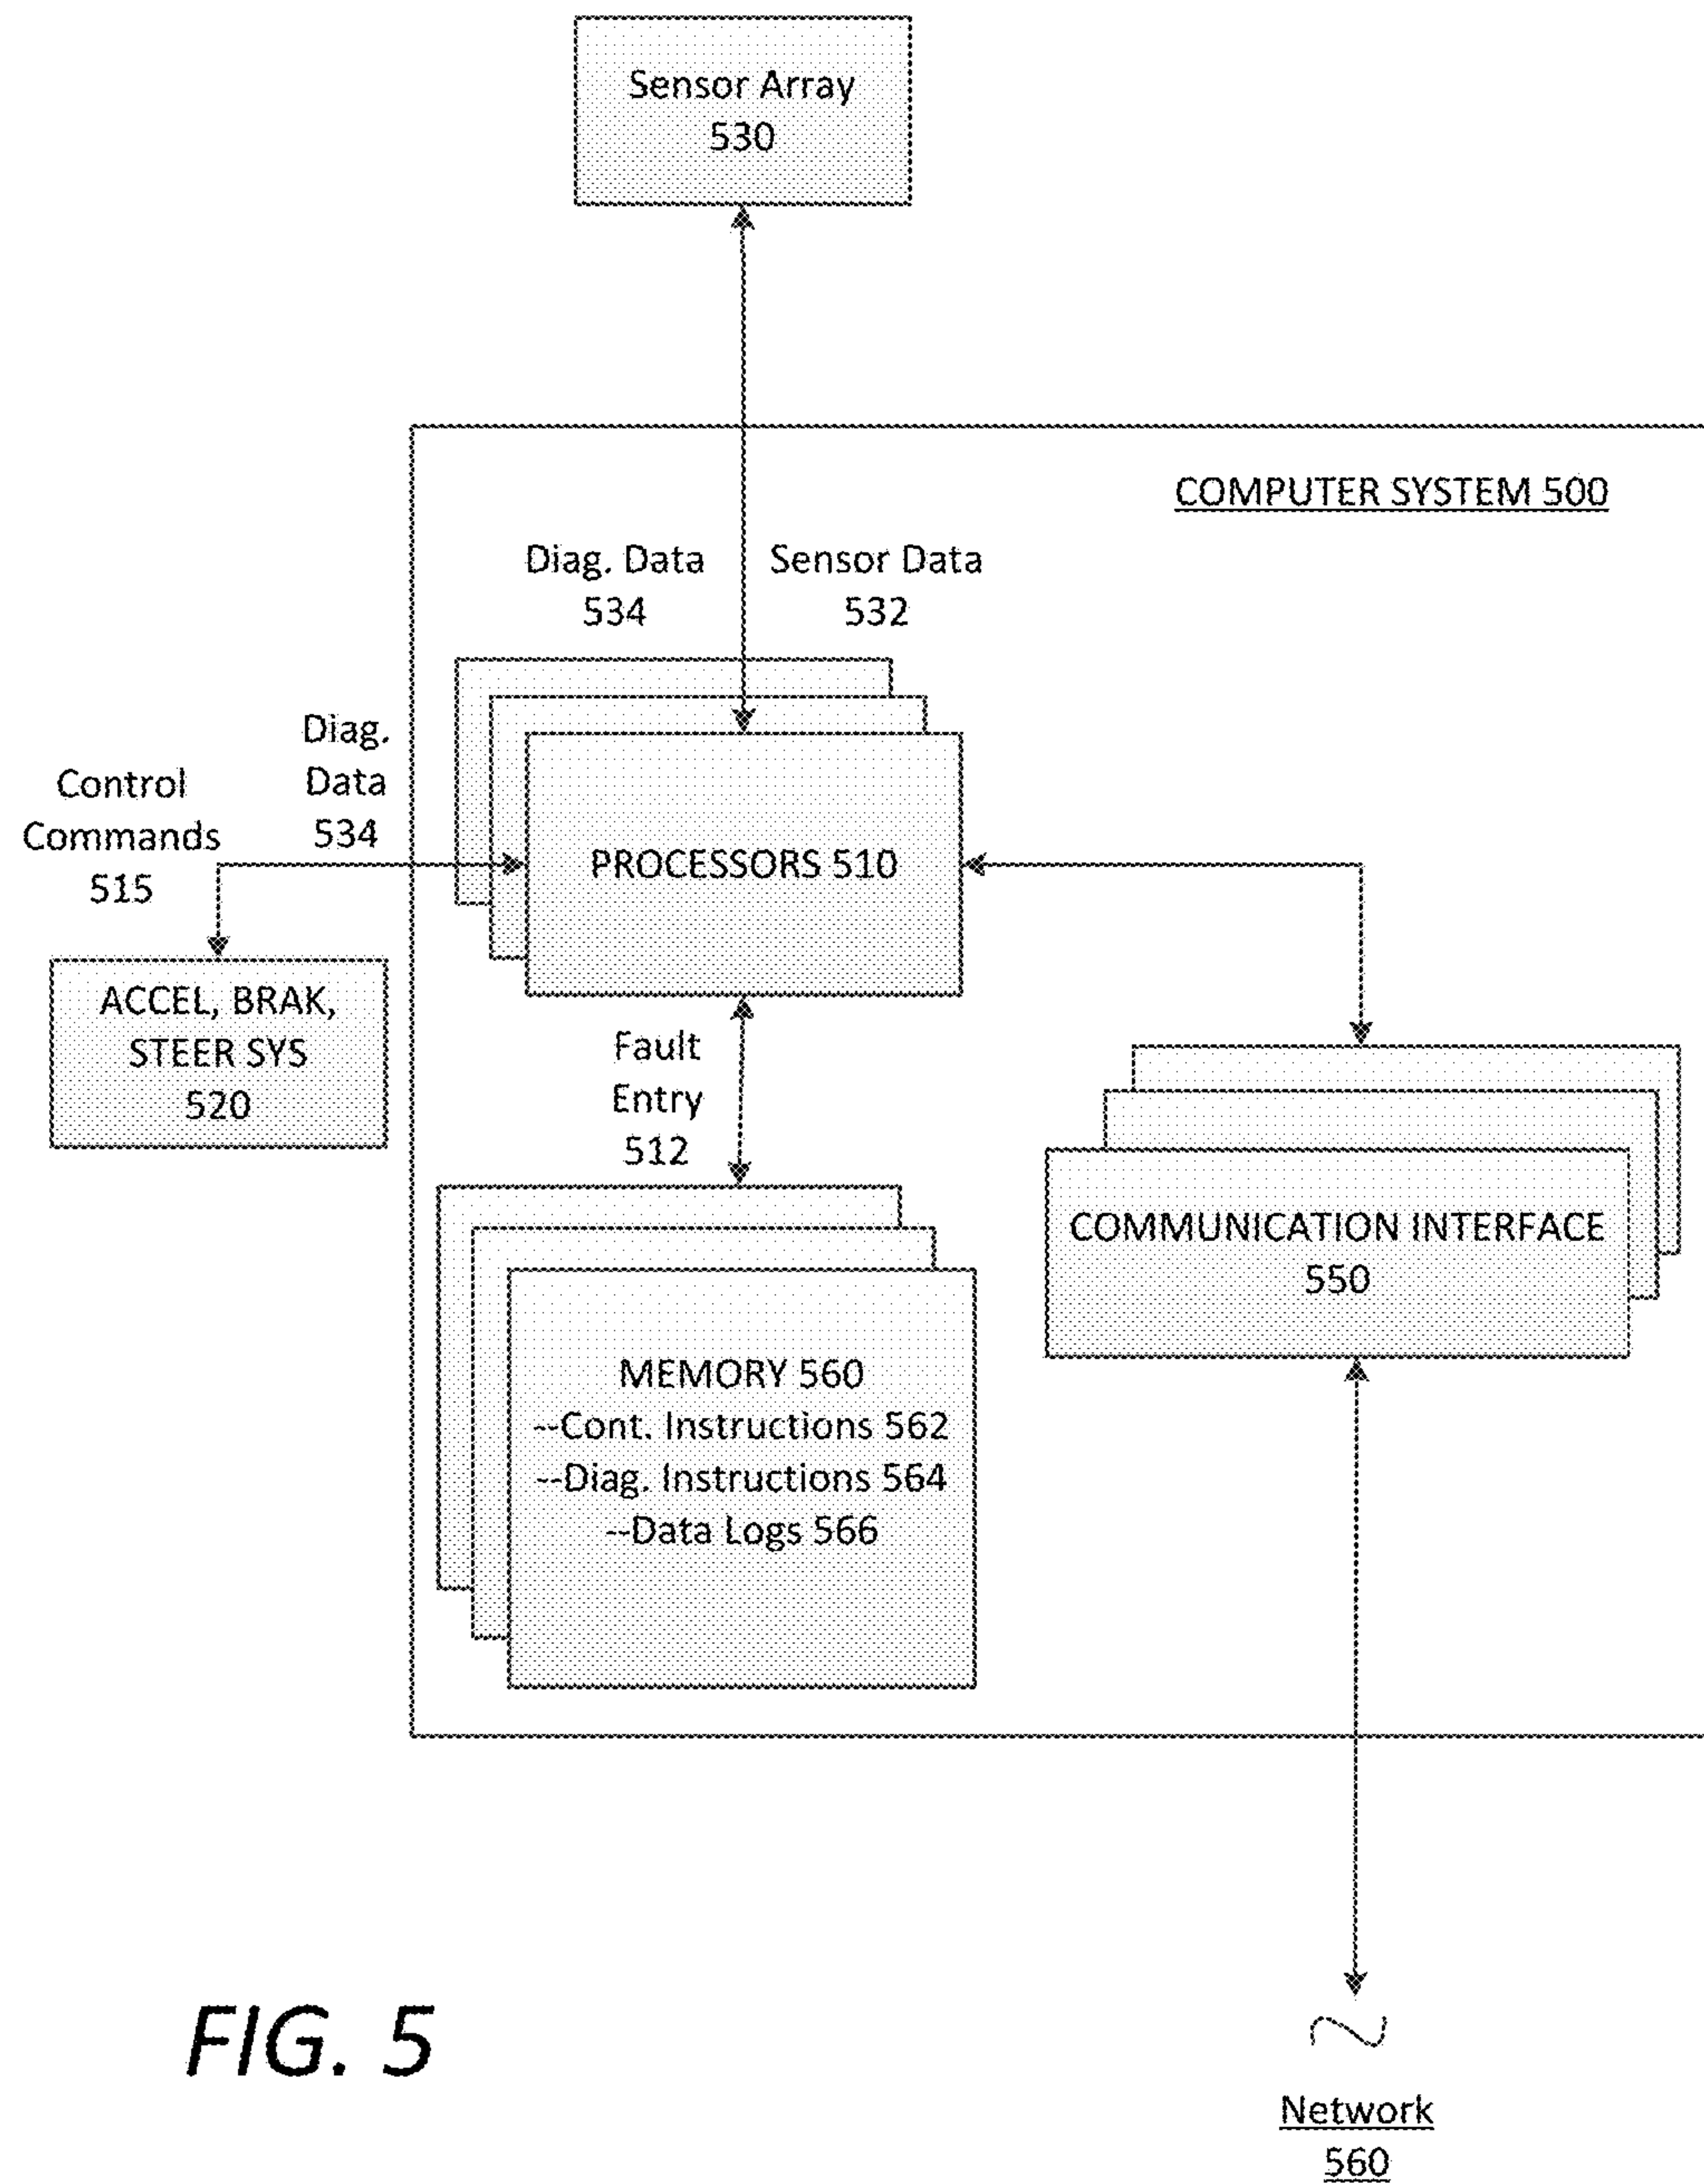 Sensor Array
530
COMPUTER SYSTEM 500
Diag. Data
534
Sensor Data
532
Diag.
Data
534
Control
Commands
515
PROCESSORS 510
ACCEL, BRAK,
STEER SYS
520
Fault
Entry
512
COMMUNICATION INTERFACE
550
MEMORY 560
--Cont. Instructions 562
--Diag. Instructions 564
--Data Logs 566
FIG. 5
Network
560